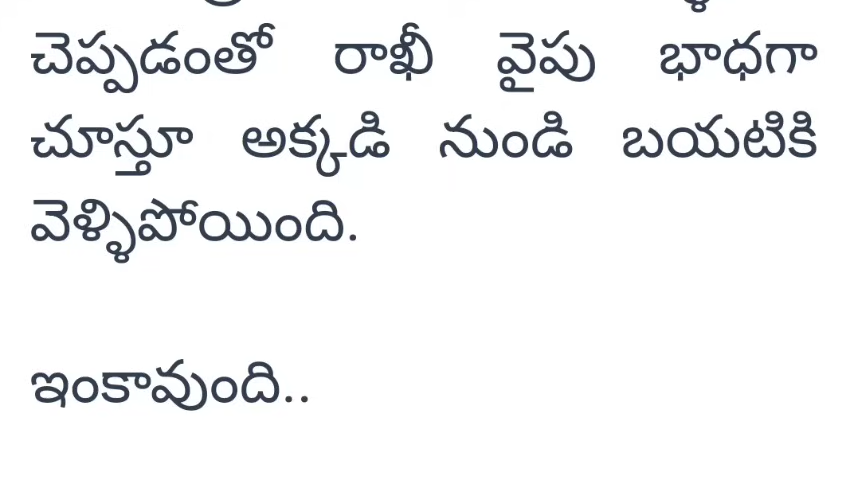 చెప్పడంతో రాఖీ వైపు భాధగా
చూస్తూ అక్కడి నుండి బయటికి
వెళ్ళిపోయింది.
ఇంకావుంది..